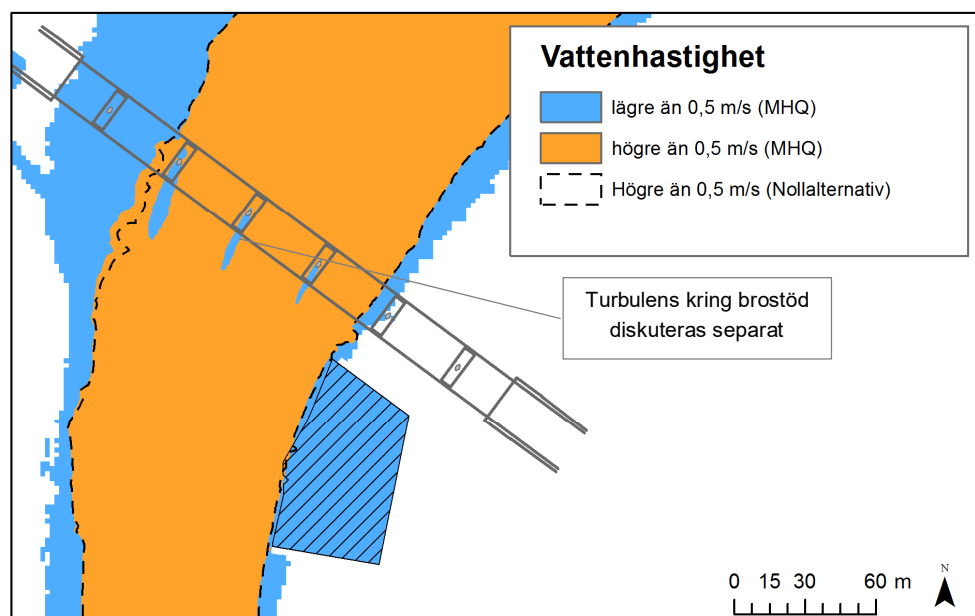 Vattenhastighet
lägre än 0,5 m/s (MHQ)
högre än 0,5 m/s (MHQ)
Högre än 0,5 m/s (Nollalternativ)
Turbulens kring brostöd
diskuteras separat
0 15 30 60 m
N